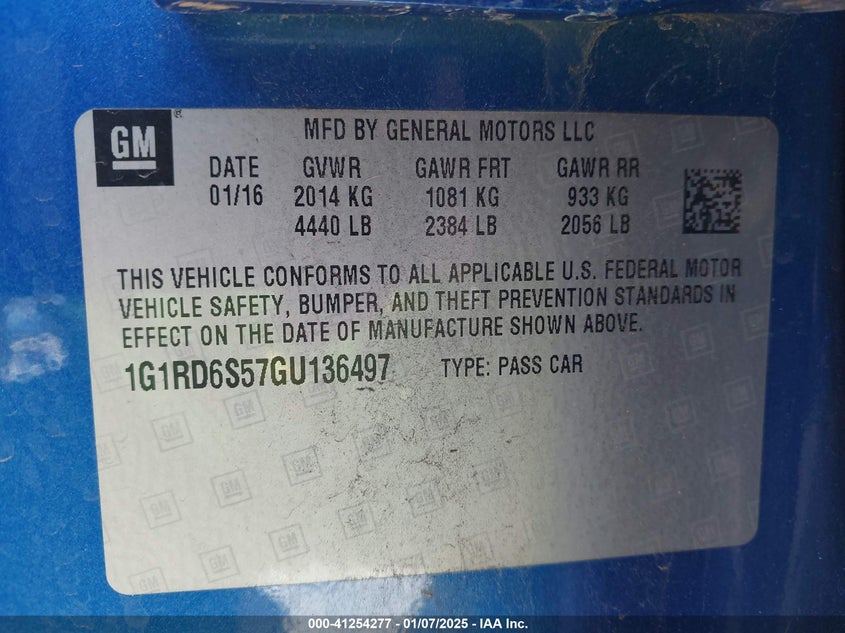 GM
®
MFD BY GENERAL MOTORS LLC
DATE GVWR GAWR FRT GAWR RR
01/16 2014 KG 1081 KG 933 KG
4440 LB 2384 LB 2056 LB
THIS VEHICLE CONFORMS TO ALL APPLICABLE U.S. FEDERAL MOTOR
VEHICLE SAFETY, BUMPER, AND THEFT PREVENTION STANDARDS IN
EFFECT ON THE DATE OF MANUFACTURE SHOWN ABOVE.
1G1RD6S57GU136497 TYPE: PASS CAR
000-41254277 — 01/07/2025 — IAA Inc.